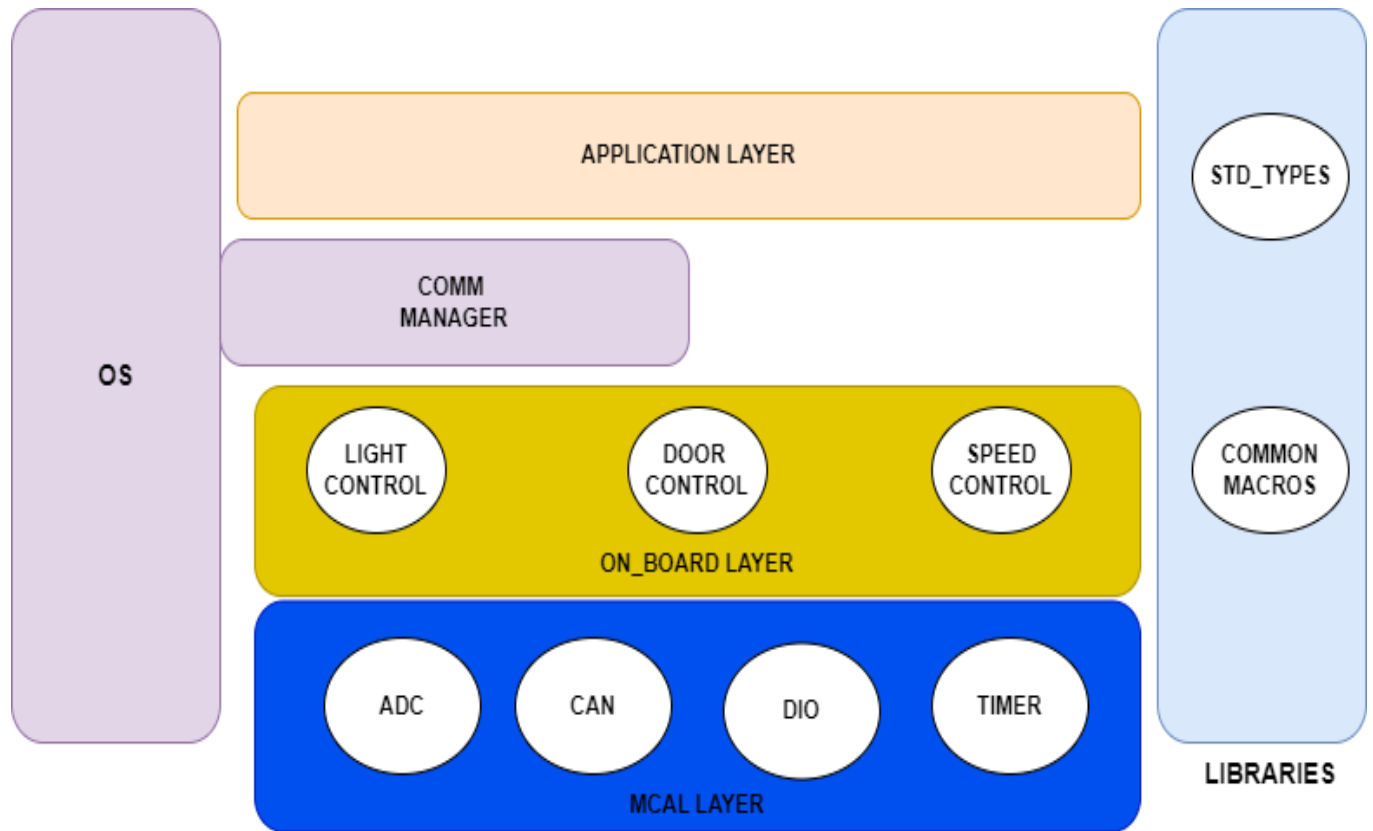 APPLICATION LAYER
STD_TYPES
COMM
MANAGER
OS
LIGHT
CONTROL
DOOR
CONTROL
SPEED
CONTROL
COMMON
MACROS
ON_BOARD LAYER
ADC
CAN
DIO
TIMER
LIBRARIES
MCAL LAYER